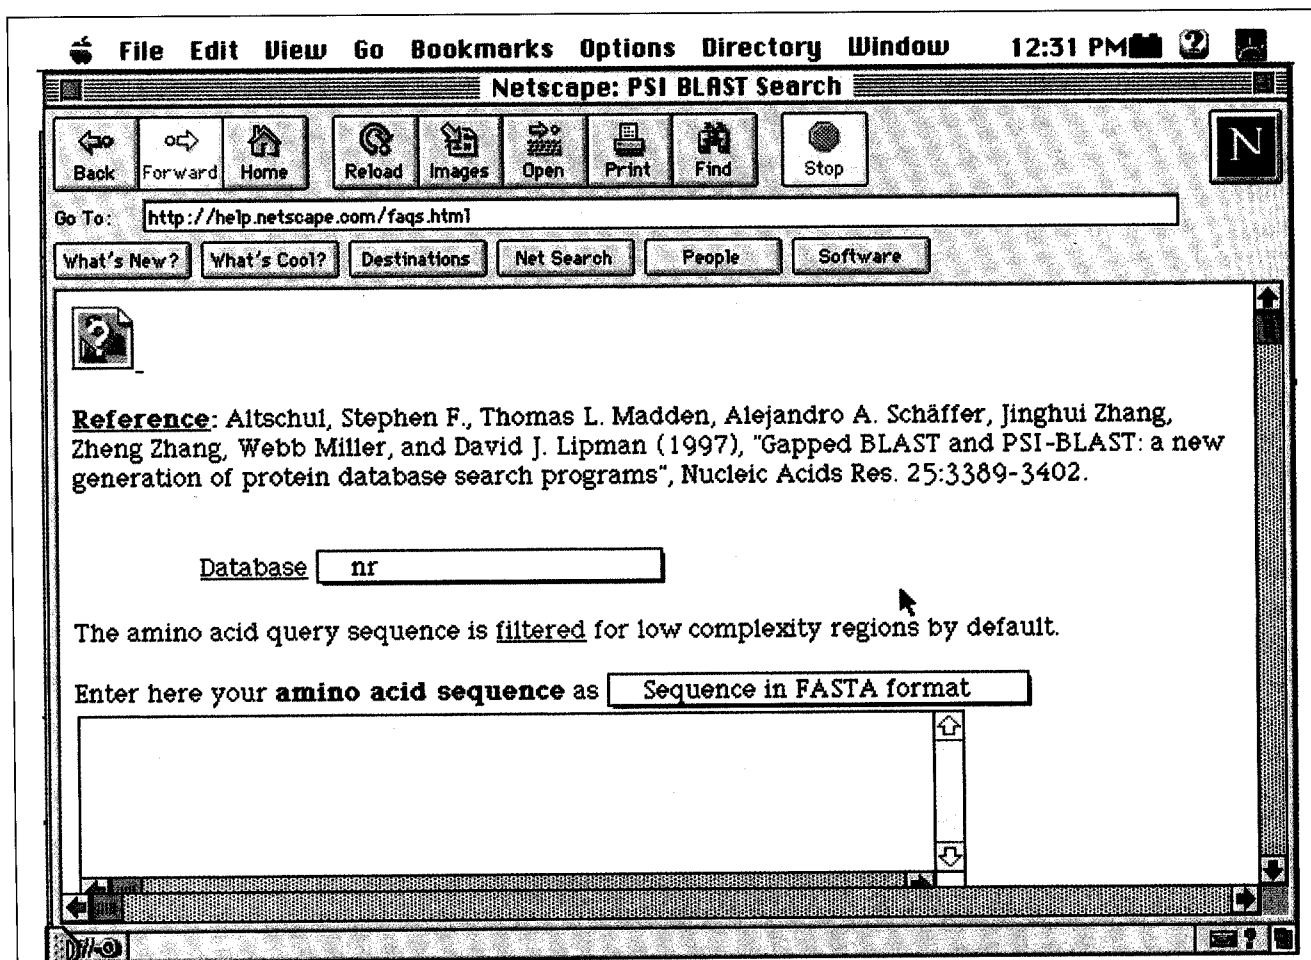 File Edit View Go Bookmarks Options Directory Window 12:31 PM
Netscape: PSI BLAST Search
Back Forward Home Reload Images Open Print Find Stop
N
Go To: http://help.netscape.com/faqs.html
What's New? What's Cool? Destinations Net Search People Software
Reference: Altschul, Stephen F., Thomas L. Madden, Alejandro A. Schäffer, Jinghui Zhang,
Zheng Zhang, Webb Miller, and David J. Lipman (1997), "Gapped BLAST and PSI-BLAST: a new
generation of protein database search programs", Nucleic Acids Res. 25:3389-3402.
Database nr
The amino acid query sequence is filtered for low complexity regions by default.
Enter here your amino acid sequence as Sequence in FASTA format